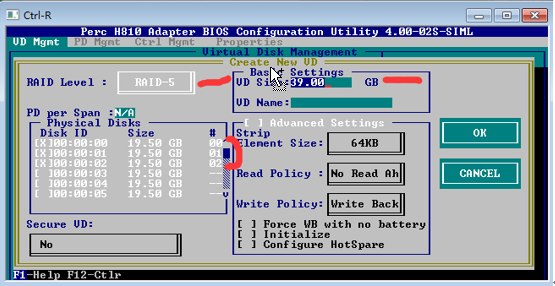 Ctrl-R
Perc H810 Adapter BIOS Configuration Utility 4.00-02S-SIML
VD Mgmt PD Mgmt Ctrl Mgmt Properties
Virtual Disk Management
Create New VD
RAID Level : RAID-5
PD per Span :N/A
Physical Disks
Disk ID Size #
[X]00:00:00 19.50 GB 00
[X]00:00:01 19.50 GB 01
[X]00:00:02 19.50 GB 02
[ ]00:00:03 19.50 GB --
[ ]00:00:04 19.50 GB --
[ ]00:00:05 19.50 GB --
Secure VD:
No
Basic Settings
VD Size:39.00 GB
VD Name:
[ ] Advanced Settings
Strip
Element Size: 64KB
Read Policy : No Read Ah
Write Policy: Write Back
[ ] Force WB with no battery
[ ] Initialize
[ ] Configure HotSpare
OK
CANCEL
F1-Help F12-Ctlr